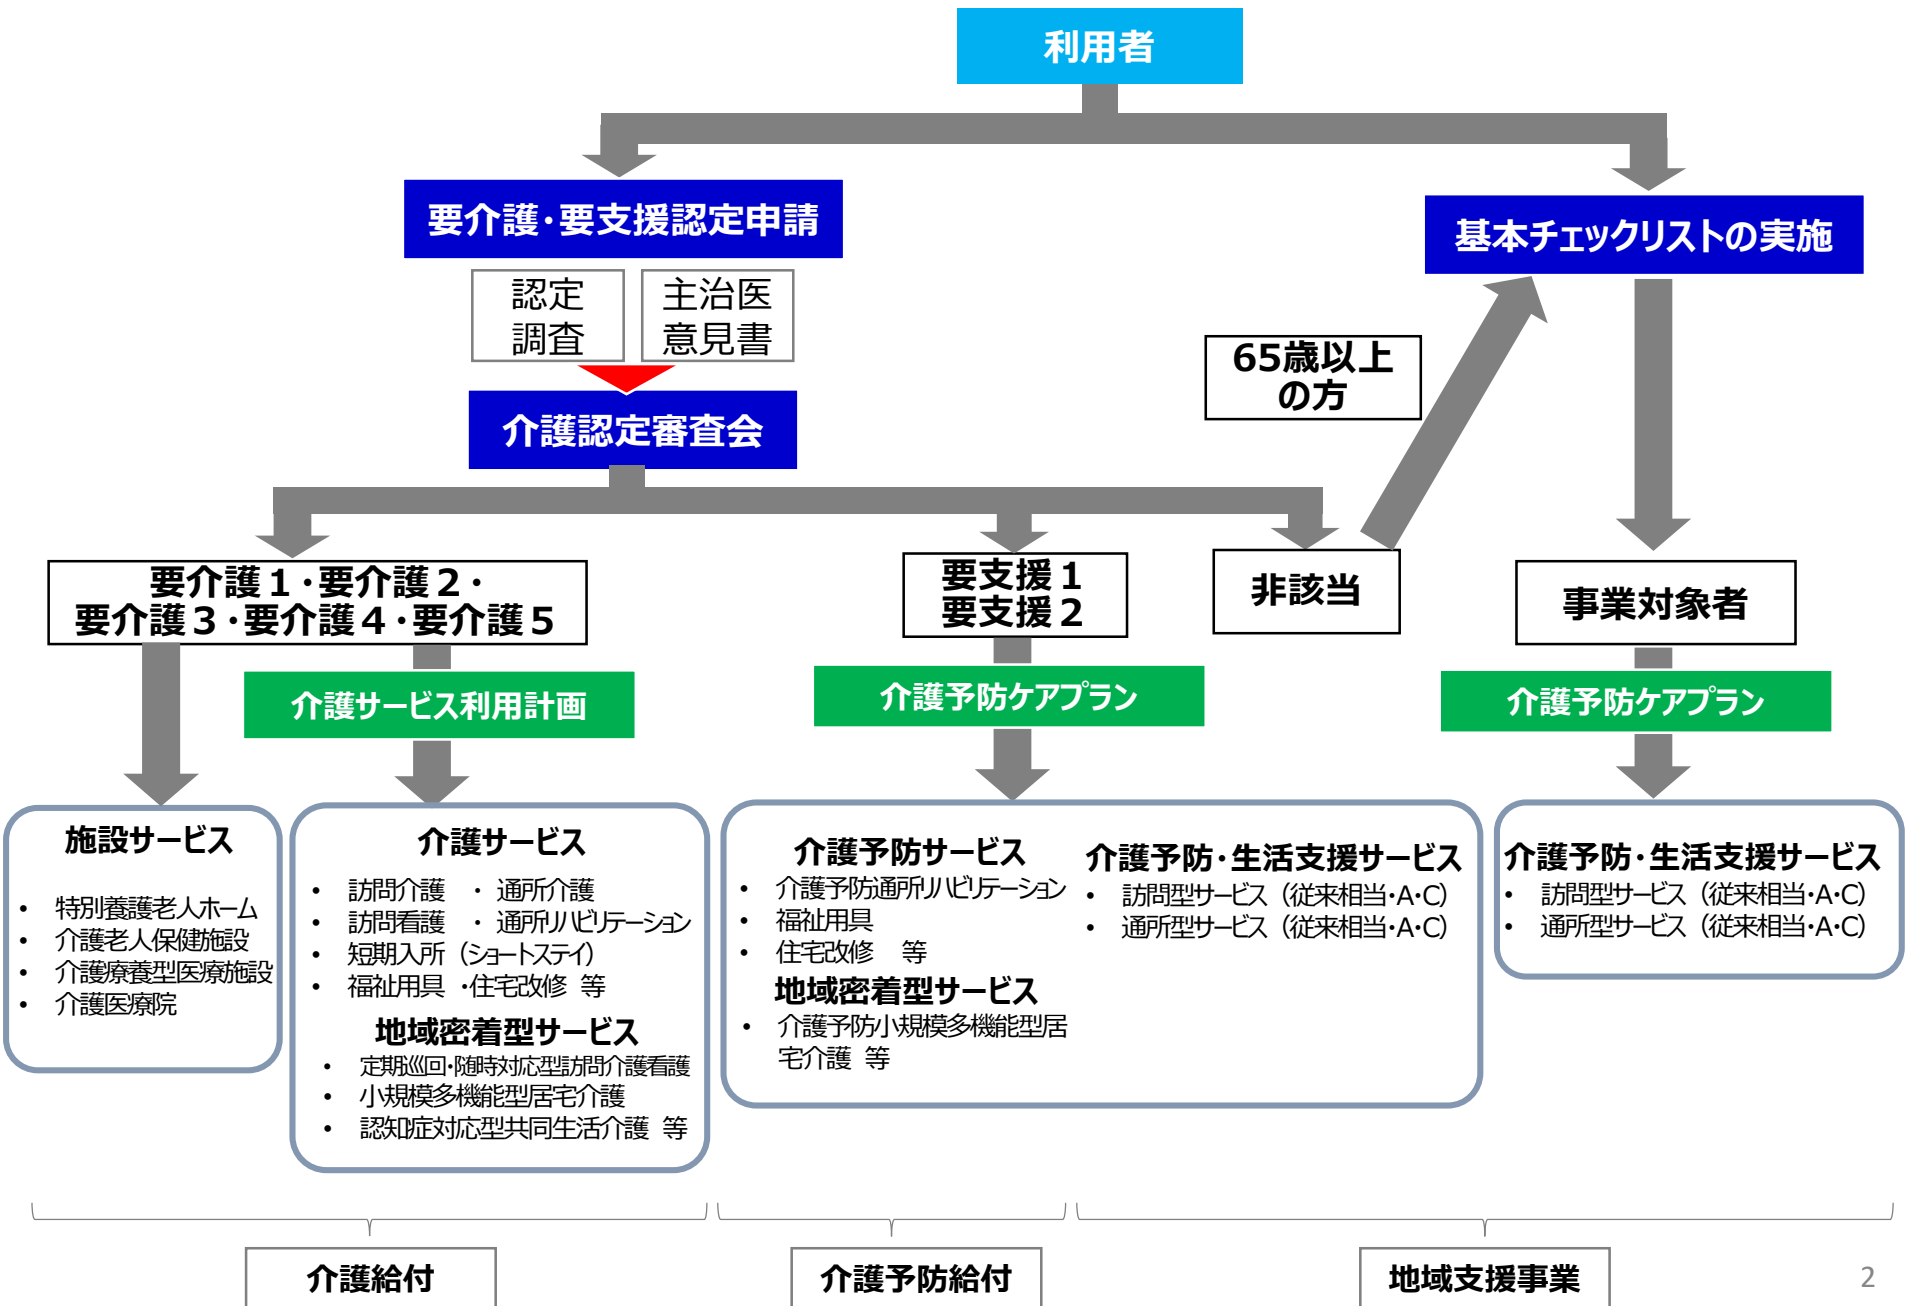 利用者
要介護・要支援認定申請
基本チェックリストの実施
認定
調査
主治医
意見書
65歳以上
の方
介護認定審査会
要介護１・要介護２・
要介護３・要介護４・要介護５
要支援１
要支援２
非該当
事業対象者
介護サービス利用計画
介護予防ケアプラン
介護予防ケアプラン
施設サービス
• 特別養護老人ホーム
• 介護老人保健施設
• 介護療養型医療施設
• 介護医療院
介護サービス
• 訪問介護 ・ 通所介護
• 訪問看護 ・ 通所リハビリテーション
• 短期入所（ショートステイ）
• 福祉用具 ・住宅改修 等
地域密着型サービス
• 定期巡回・随時対応型訪問介護看護
• 小規模多機能型居宅介護
• 認知症対応型共同生活介護 等
介護予防サービス
• 介護予防通所リハビリテーション
• 福祉用具
• 住宅改修 等
地域密着型サービス
• 介護予防小規模多機能型居
宅介護 等
介護予防・生活支援サービス
• 訪問型サービス（従来相当・A・C）
• 通所型サービス（従来相当・A・C）
介護予防・生活支援サービス
• 訪問型サービス（従来相当・A・C）
• 通所型サービス（従来相当・A・C）
介護給付
介護予防給付
地域支援事業
2